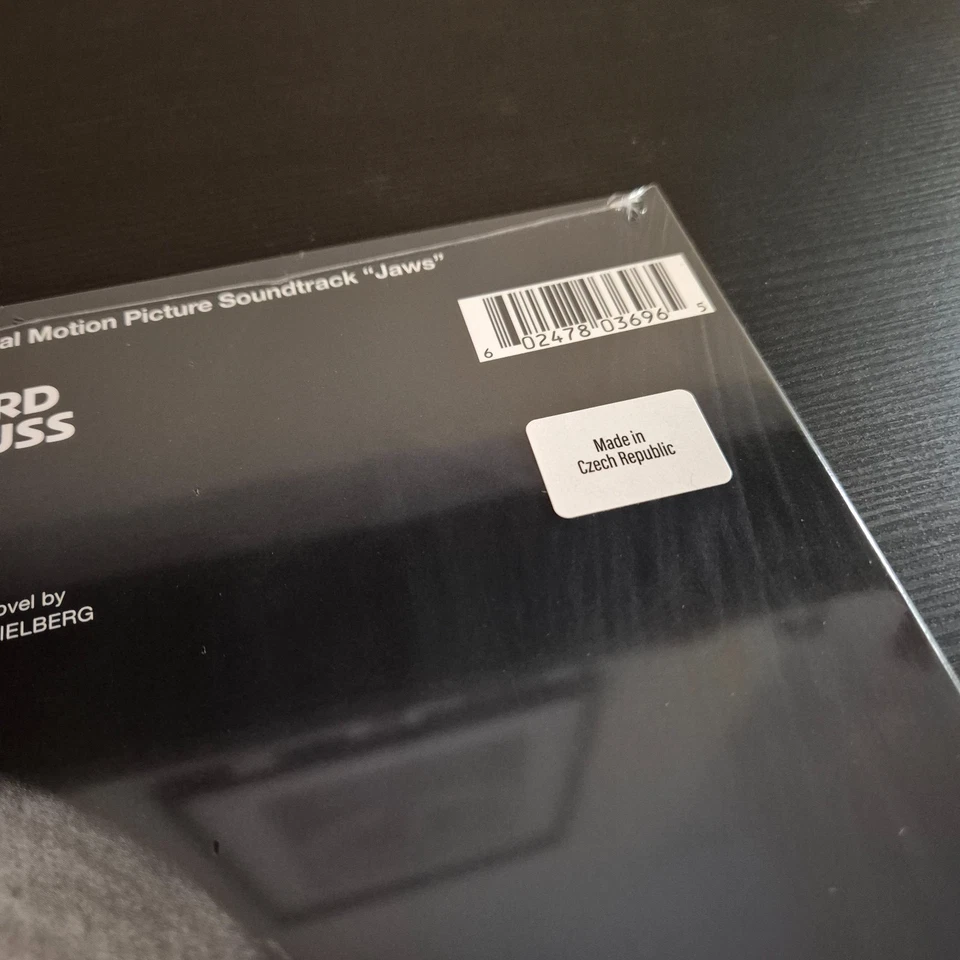 al Motion Picture Soundtrack “Jaws”
6 02478 03696 5
RD
USS
Made in
Czech Republic
ovel by
IELBERG